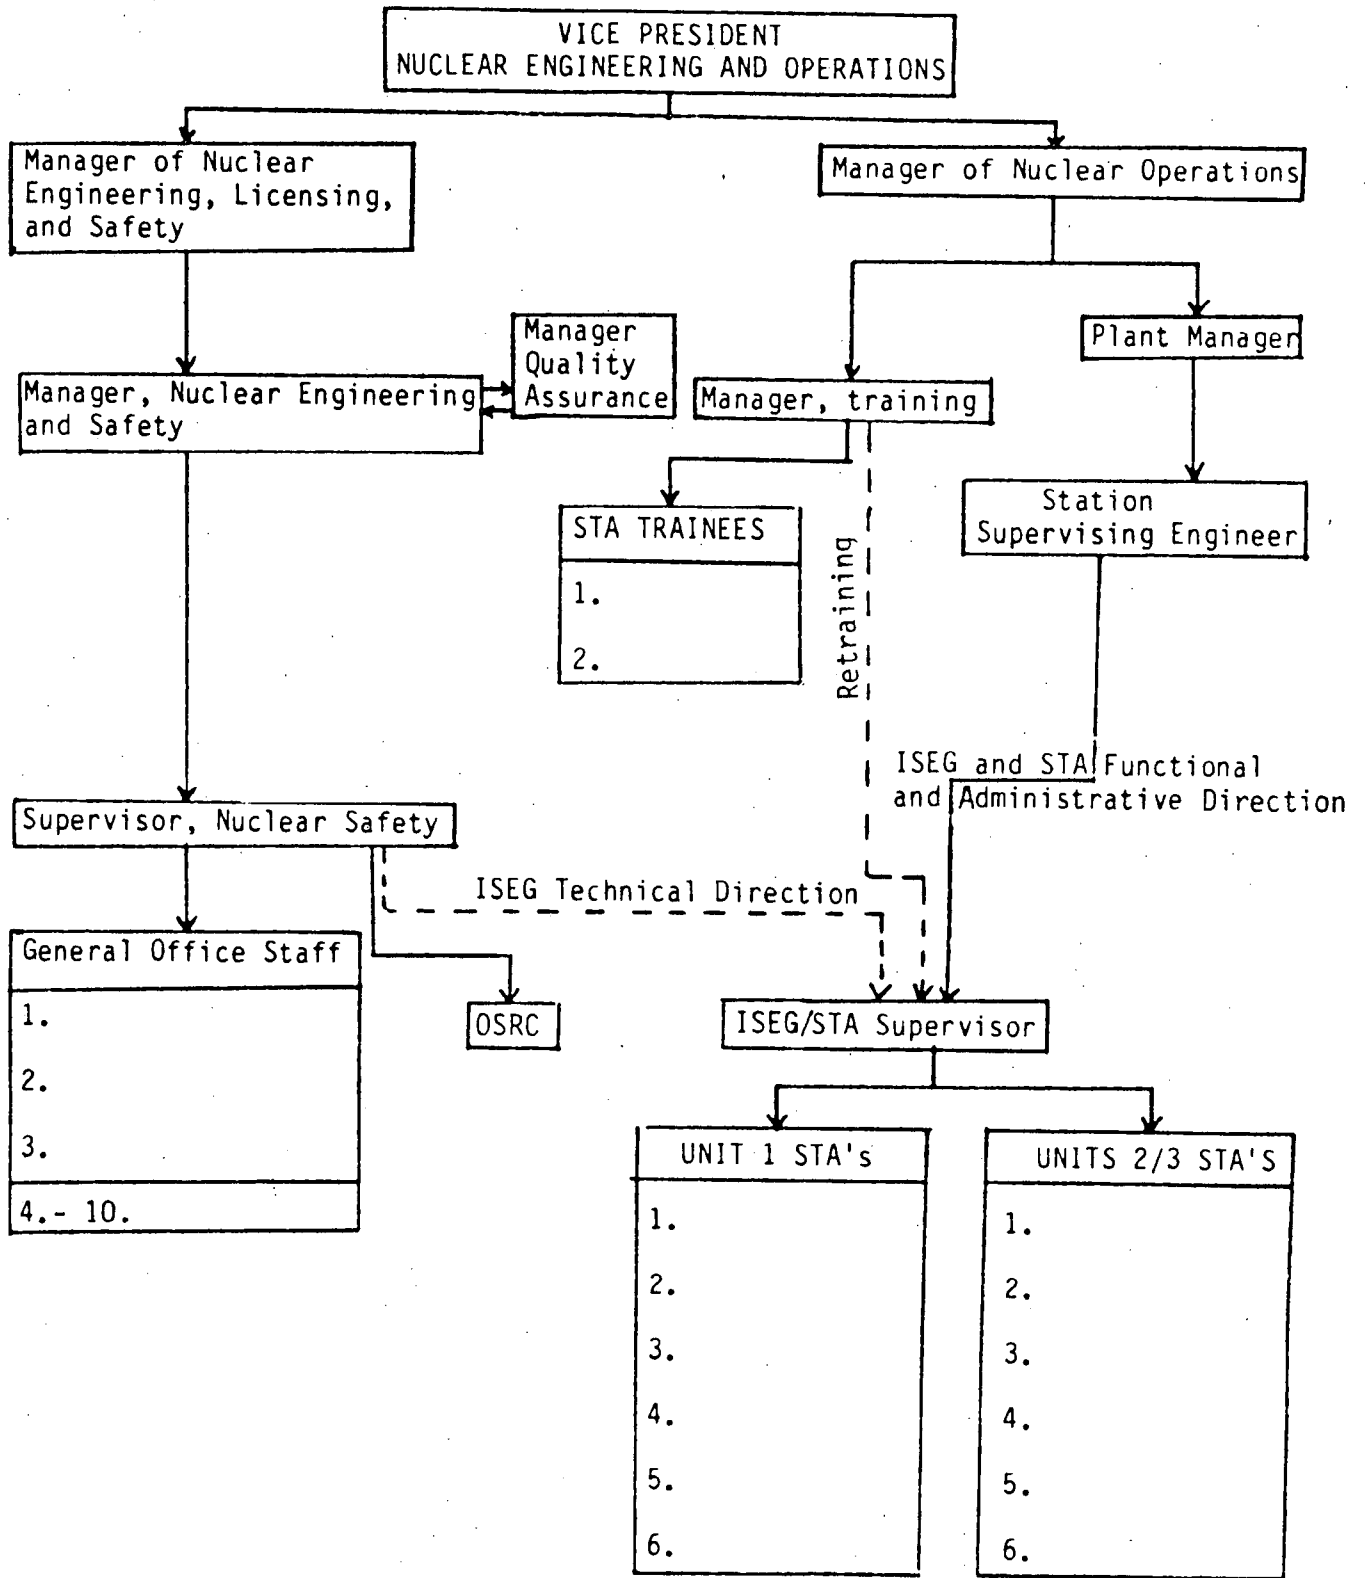 VICE PRESIDENT
NUCLEAR ENGINEERING AND OPERATIONS
Manager of Nuclear
Engineering, Licensing,
and Safety
Manager of Nuclear Operations
Manager
Quality
Assurance
Plant Manager
Manager, Nuclear Engineering
and Safety
Manager, training
STA TRAINEES
1.
2.
Retraining
Station
Supervising Engineer
ISEG and STA Functional
and Administrative Direction
Supervisor, Nuclear Safety
ISEG Technical Direction
General Office Staff
1.
2.
3.
4.- 10.
OSRC
ISEG/STA Supervisor
UNIT 1 STA's
1.
2.
3.
4.
5.
6.
UNITS 2/3 STA'S
1.
2.
3.
4.
5.
6.